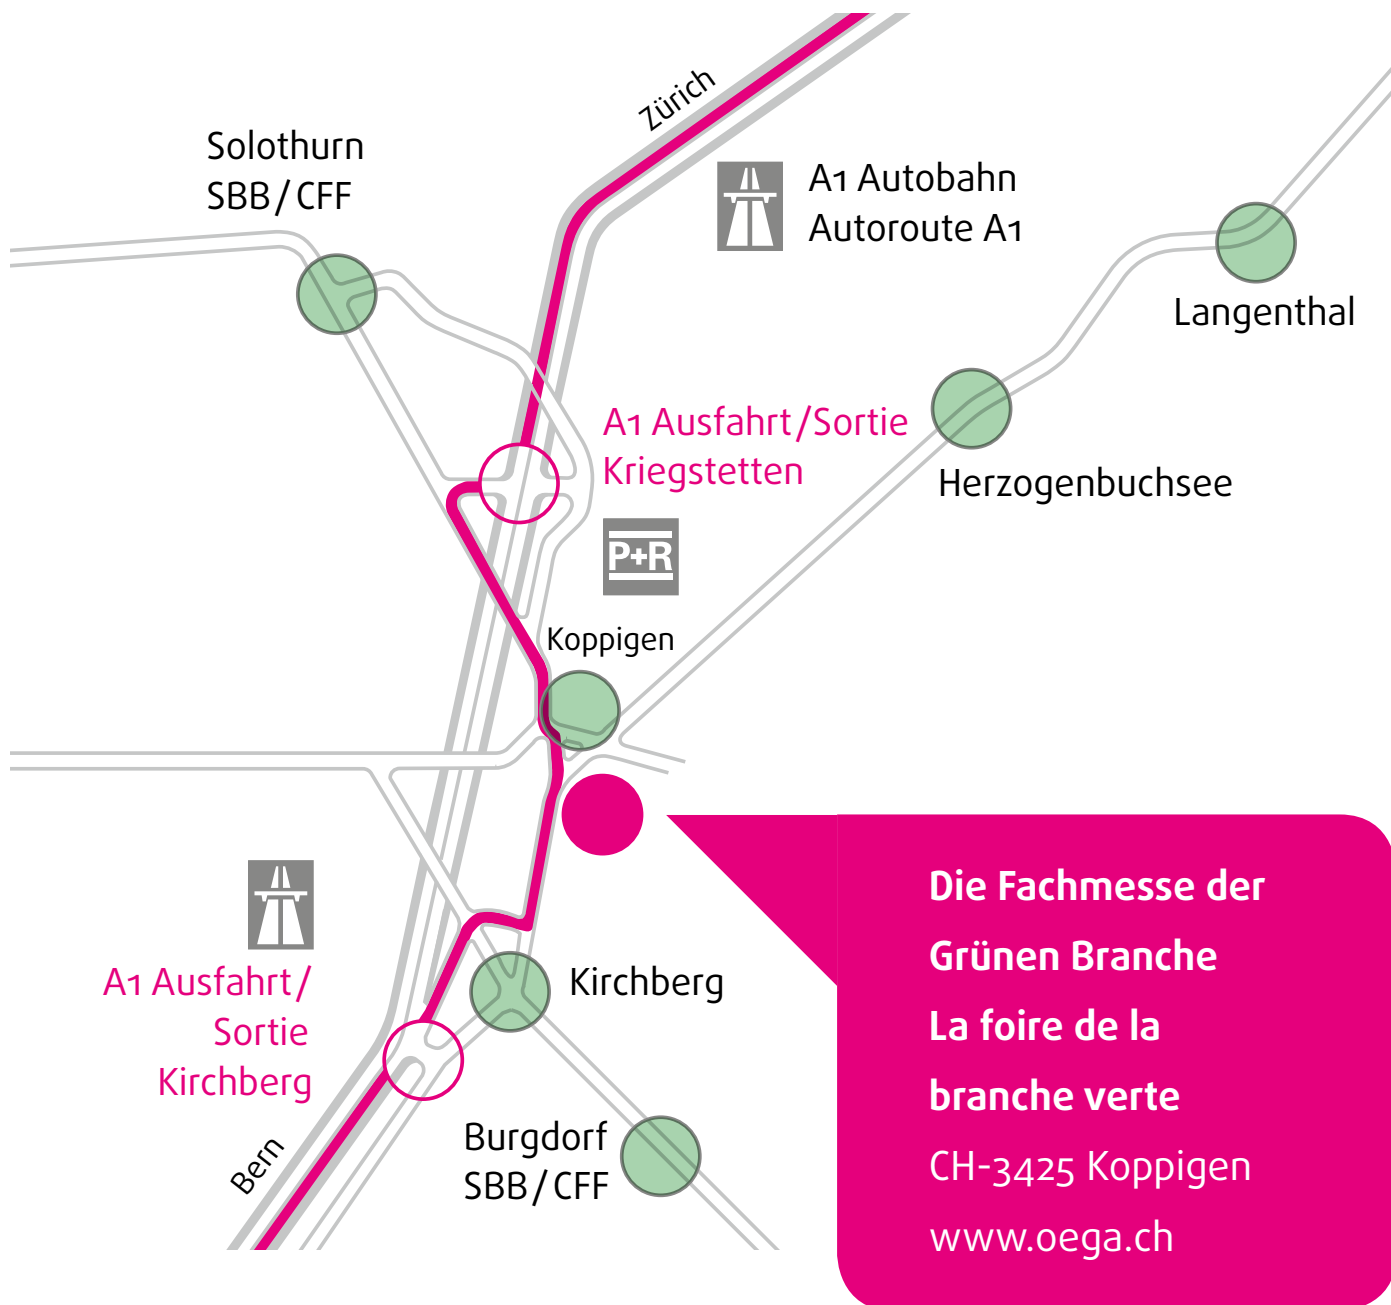 Zürich
Solothurn
SBB / CFF
A1 Autobahn
Autoroute A1
Langenthal
A1 Ausfahrt / Sortie
Kriegstetten
Herzogenbuchsee
P+R
Koppigen
A1 Ausfahrt /
Sortie
Kirchberg
Kirchberg
Bern
Burgdorf
SBB / CFF
Die Fachmesse der
Grünen Branche
La foire de la
branche verte
CH-3425 Koppigen
www.oega.ch